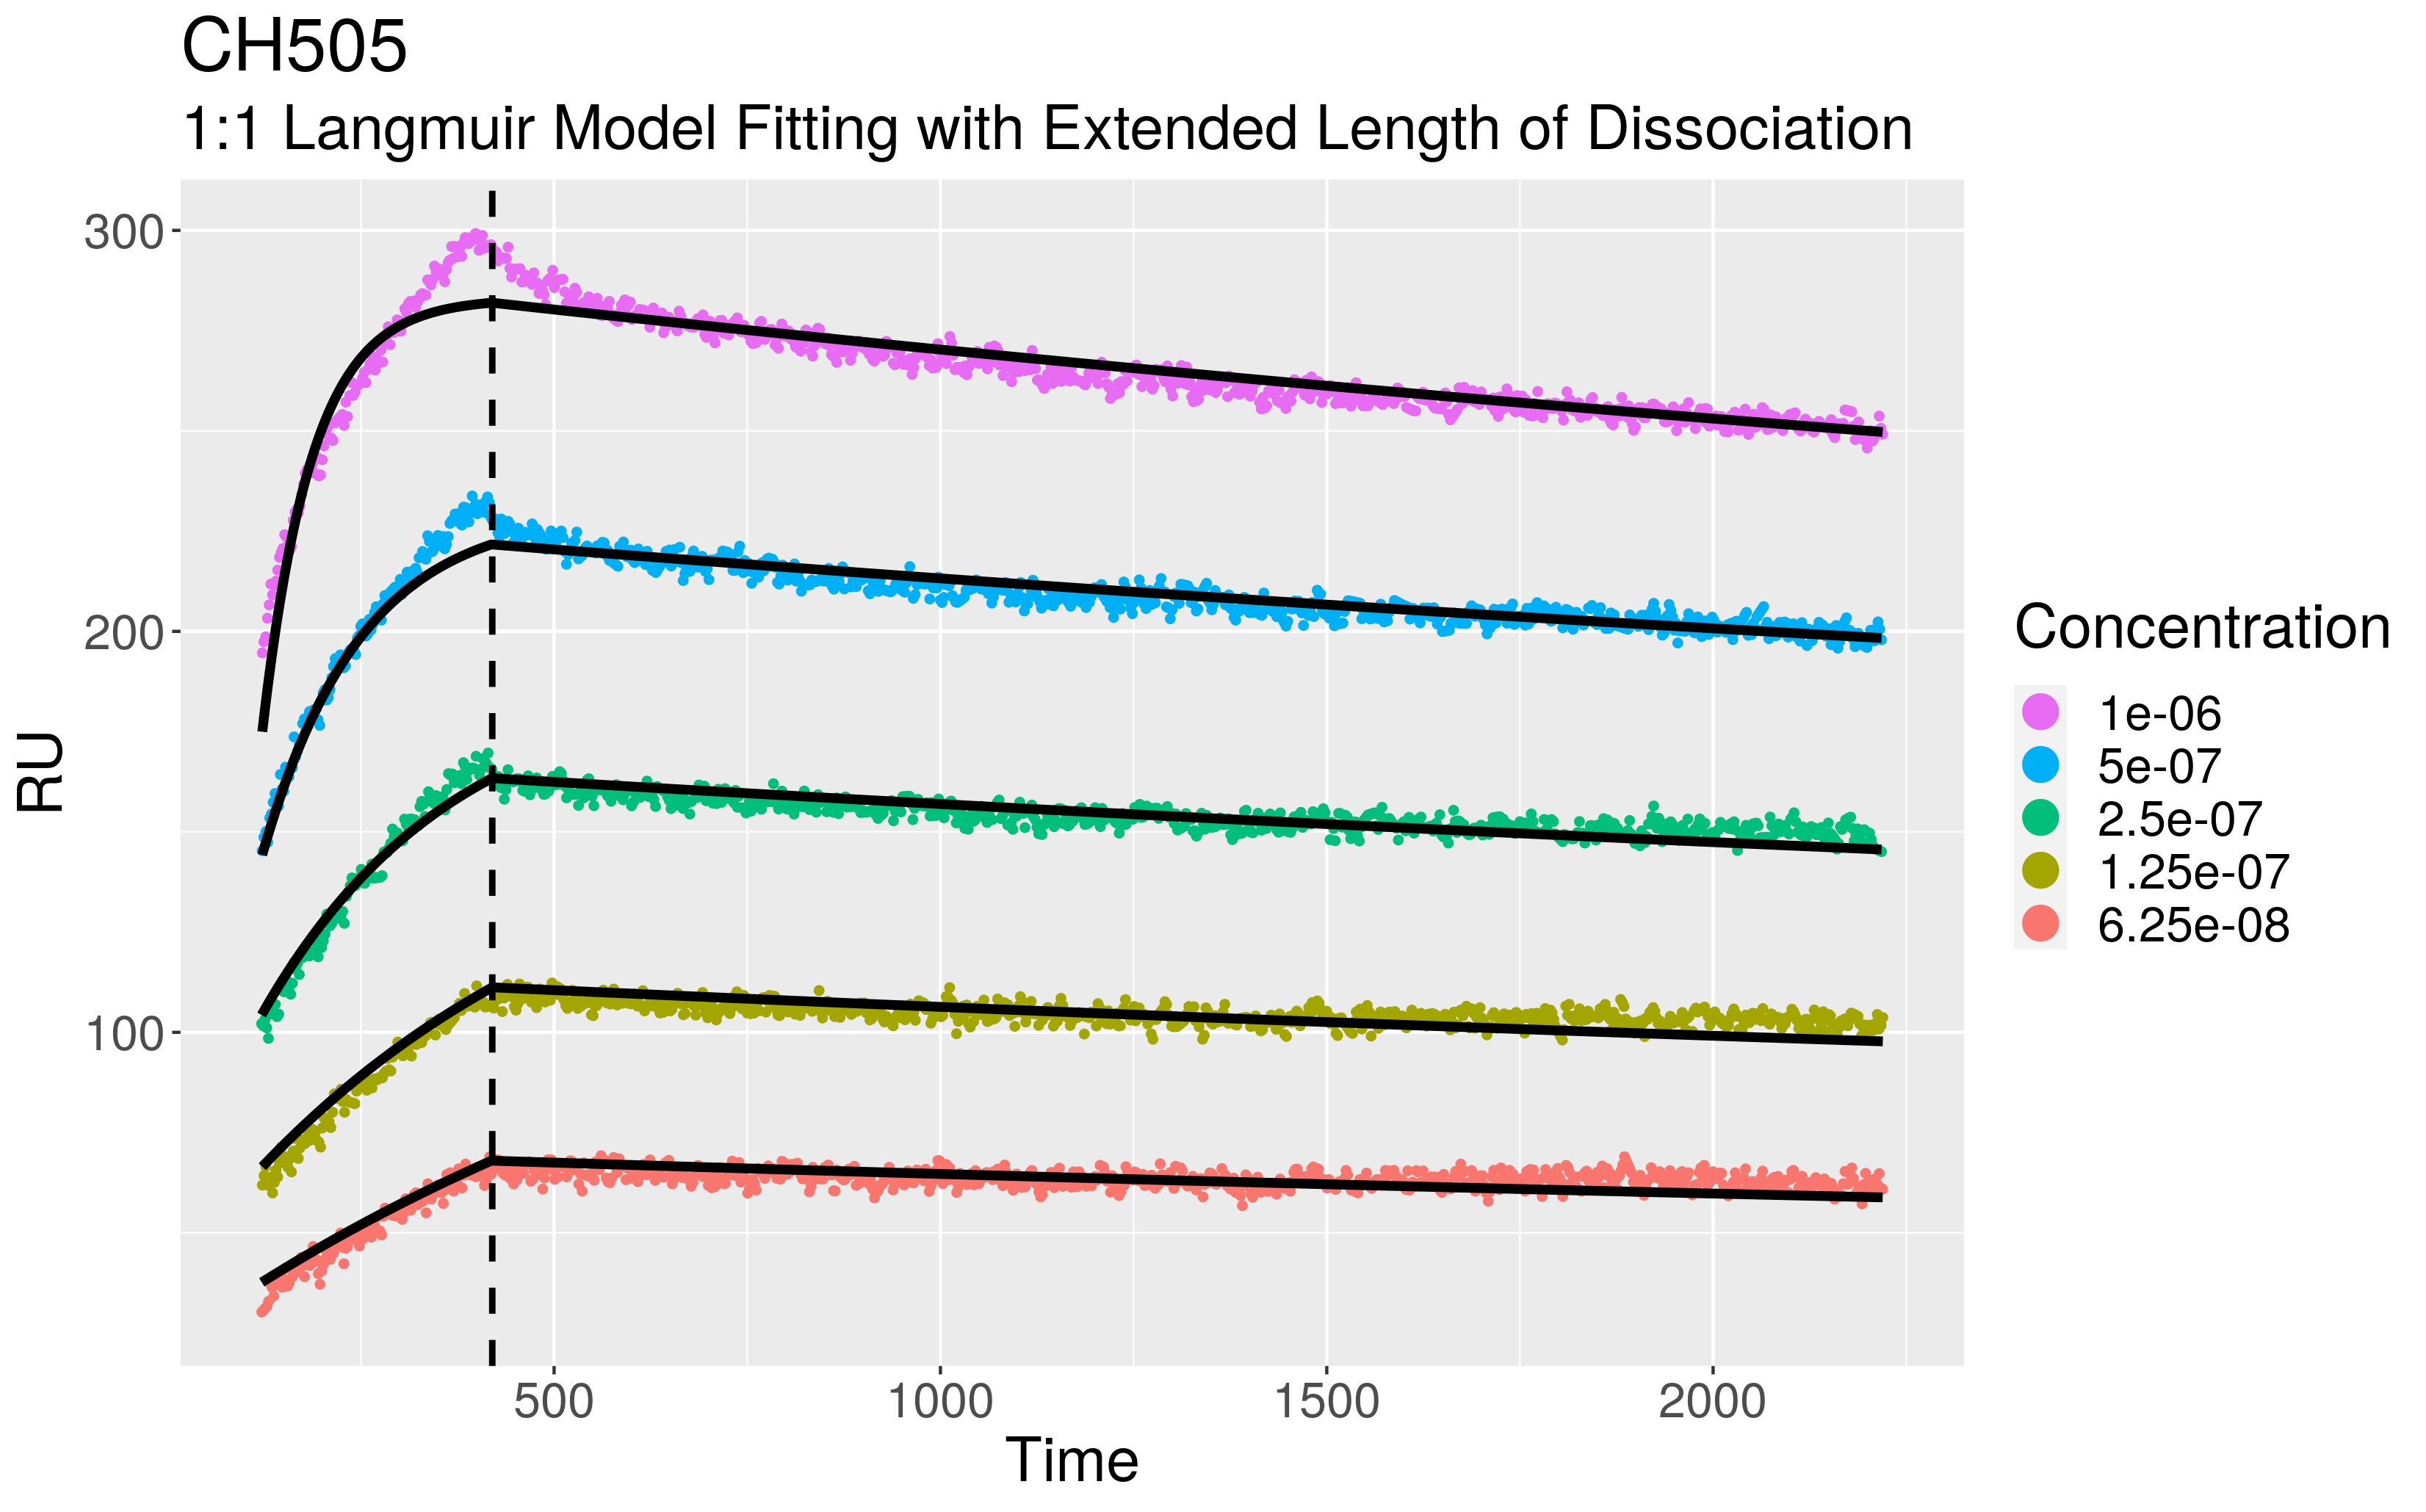 CH505
1:1 Langmuir Model Fitting with Extended Length of Dissociation
300
200
100
RU
500 1000 1500 2000
Time
Concentration
1e-06
5e-07
2.5e-07
1.25e-07
6.25e-08